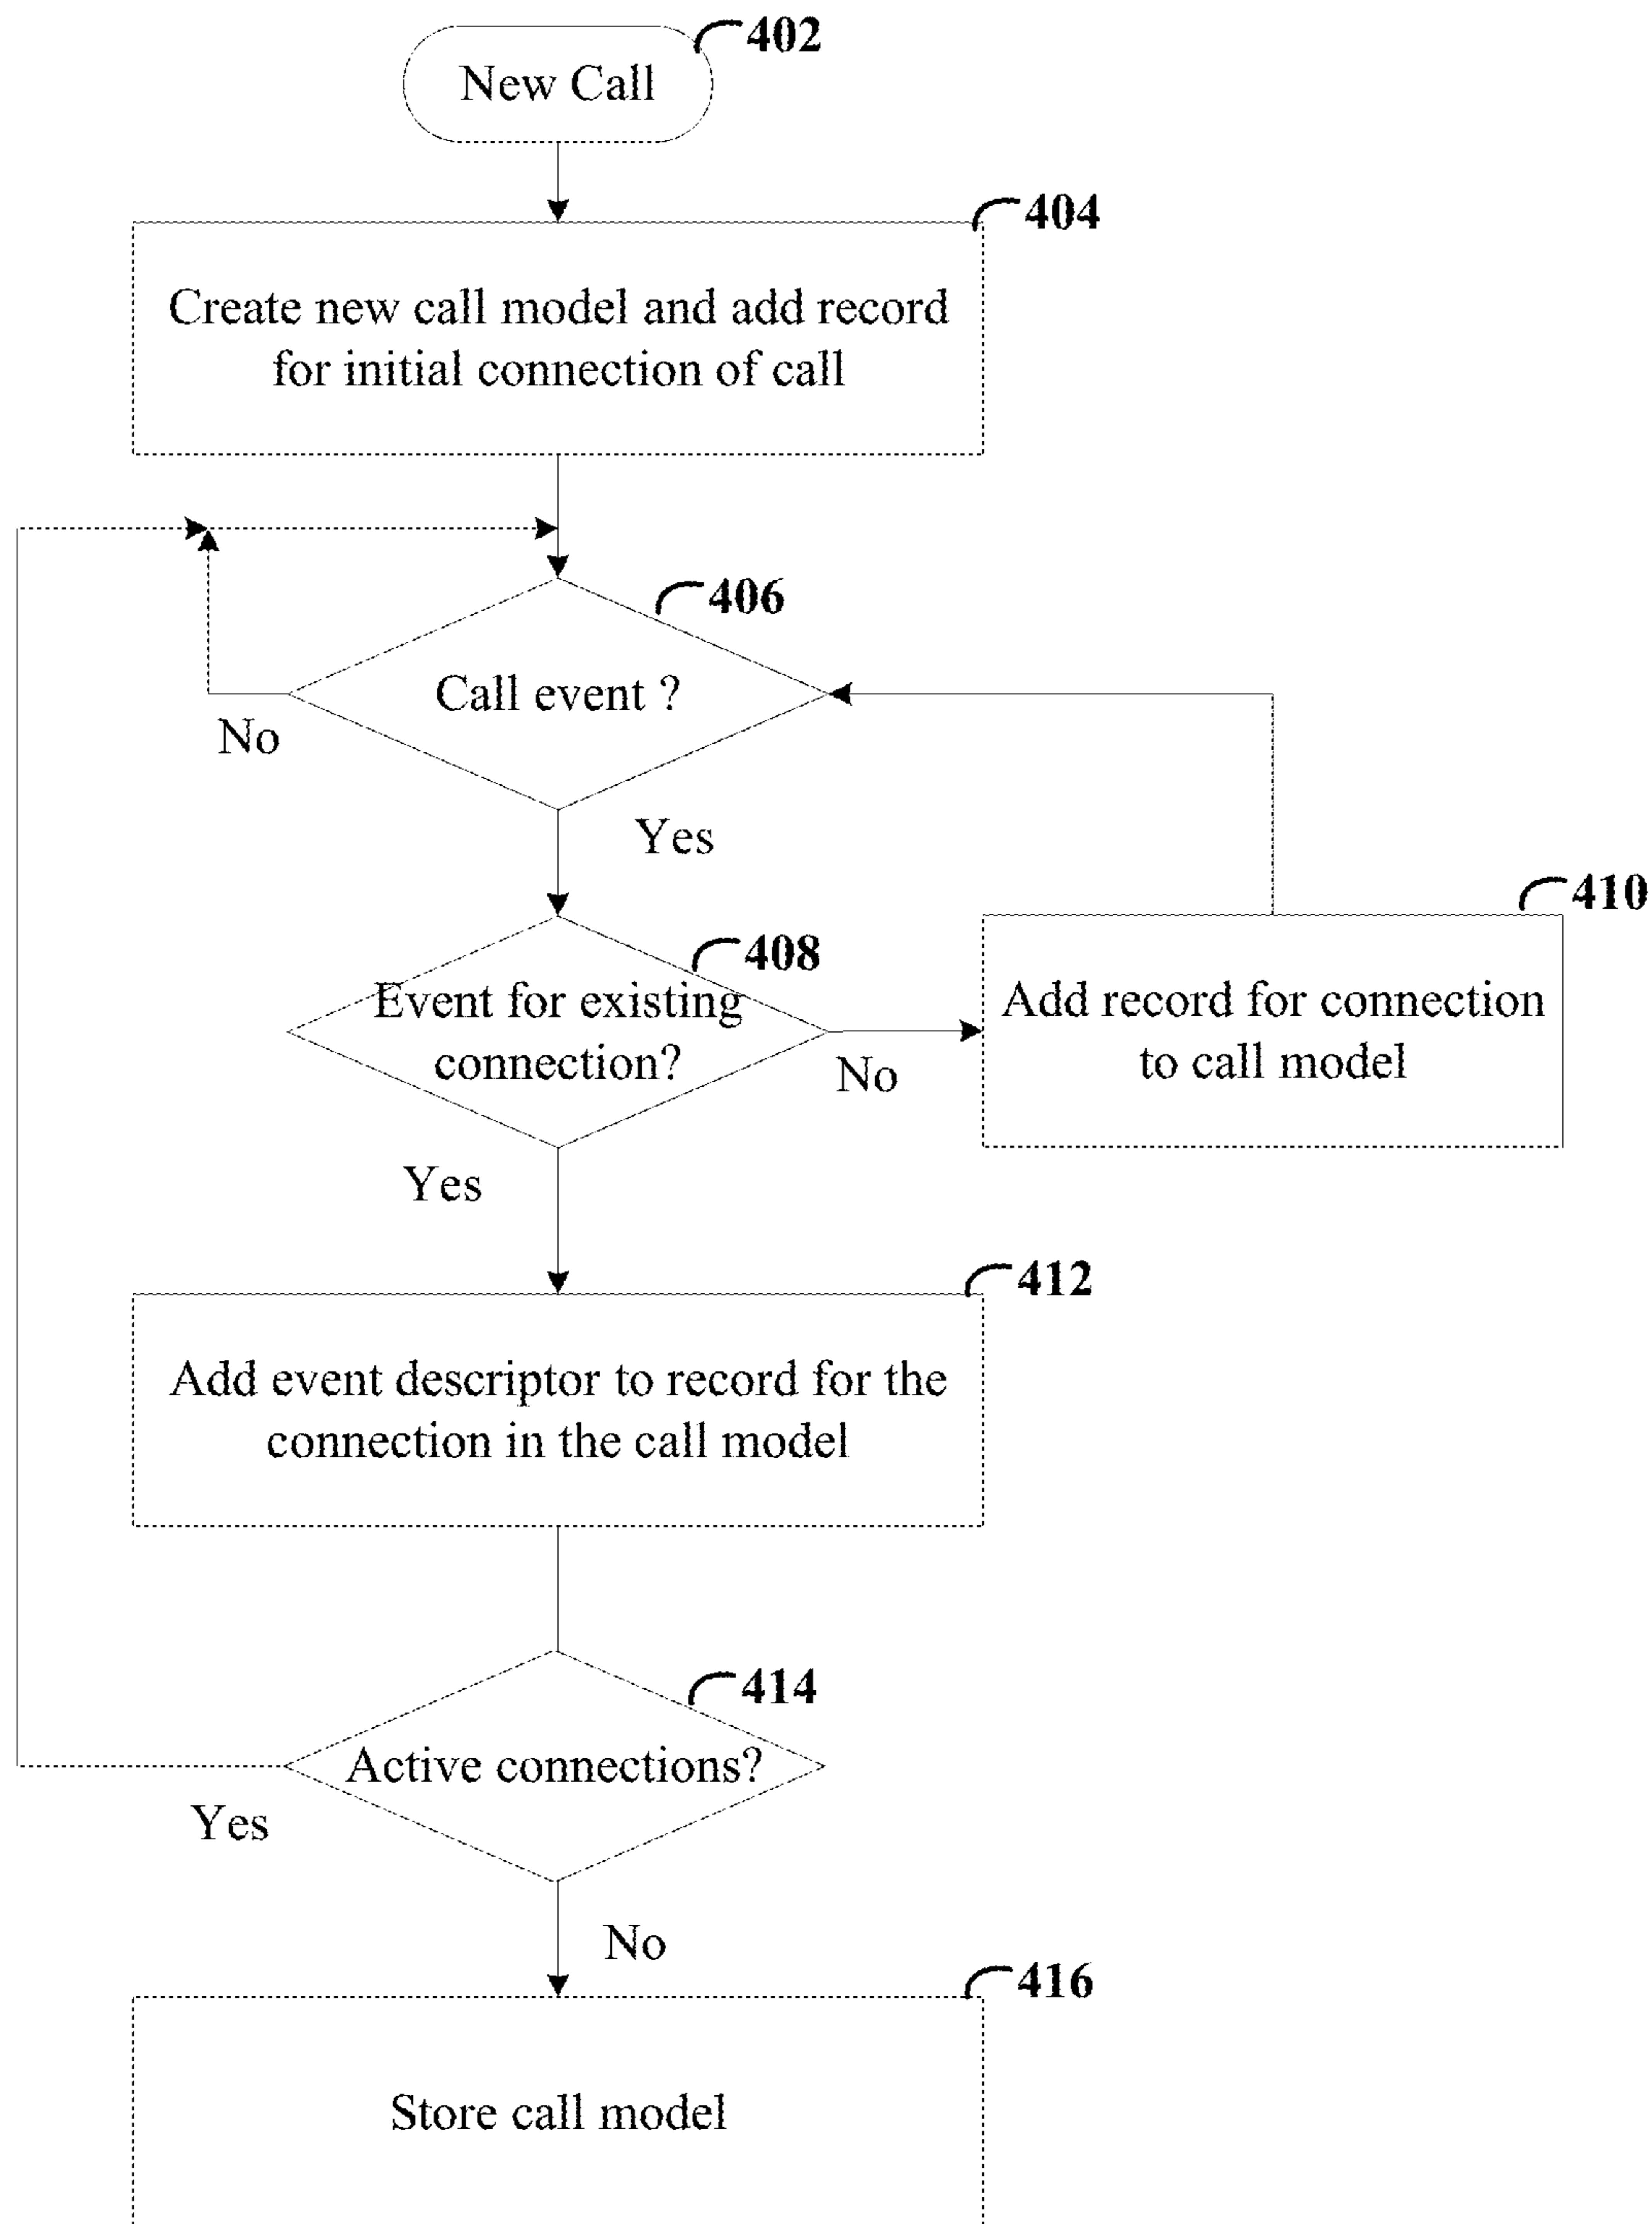 402
New Call
404
Create new call model and add record
for initial connection of call
406
Call event ?
No
Yes
408
Event for existing
connection?
No
410
Add record for connection
to call model
Yes
412
Add event descriptor to record for the
connection in the call model
414
Active connections?
Yes
No
416
Store call model